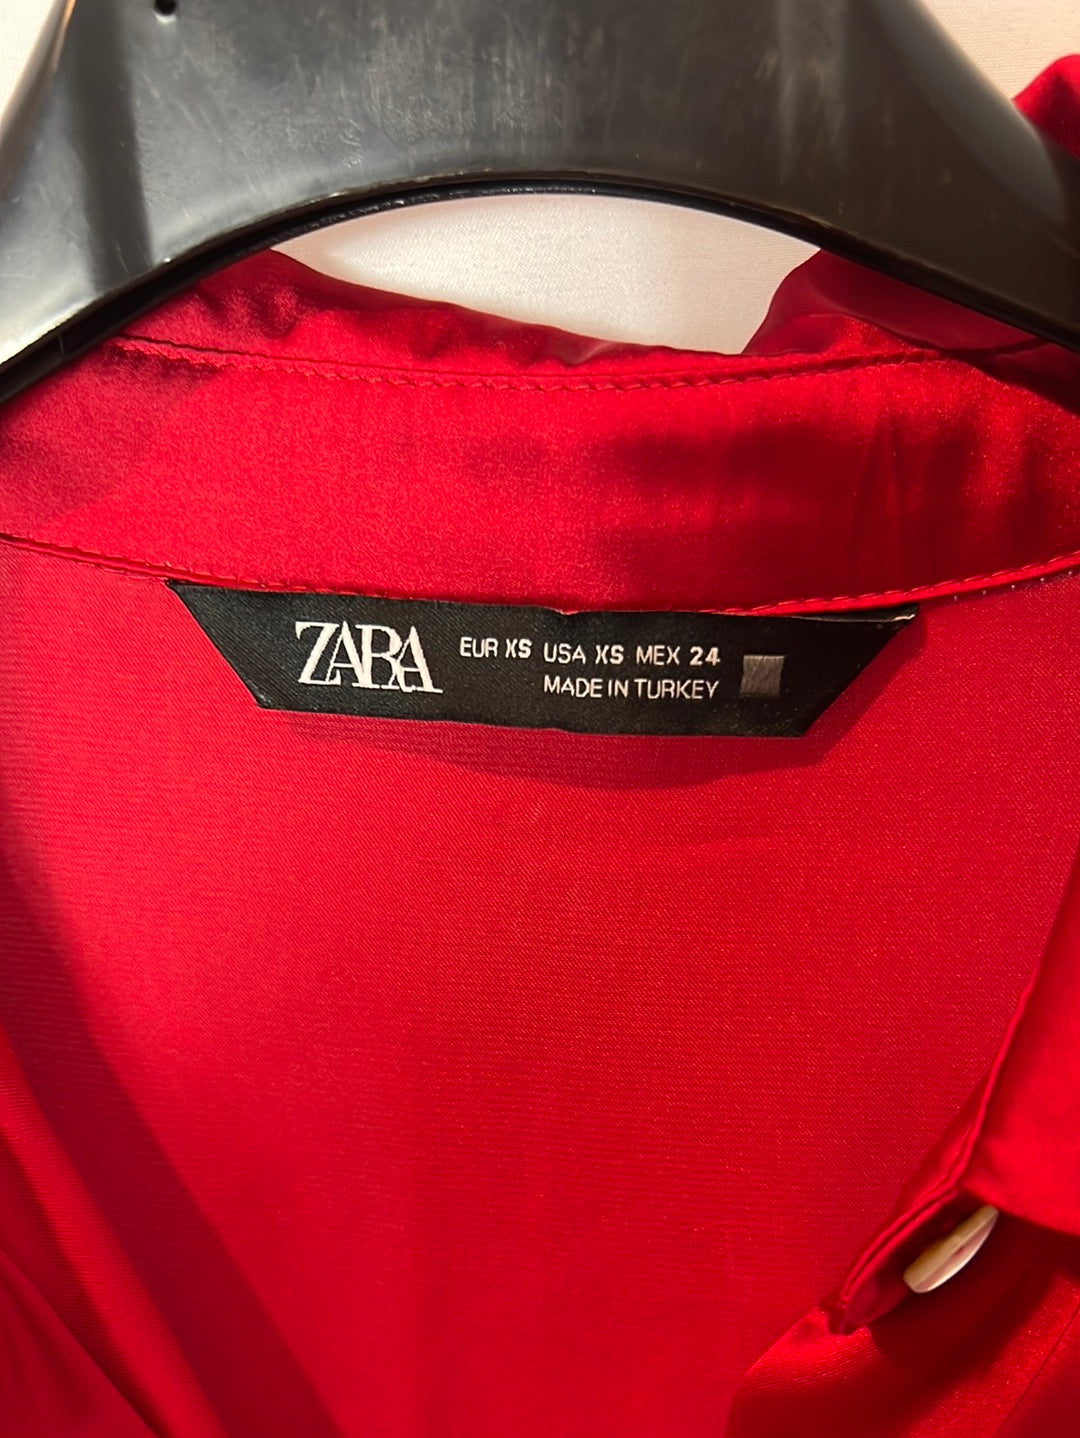 ZARA EUR XS USA XS MEX 24
MADE IN TURKEY